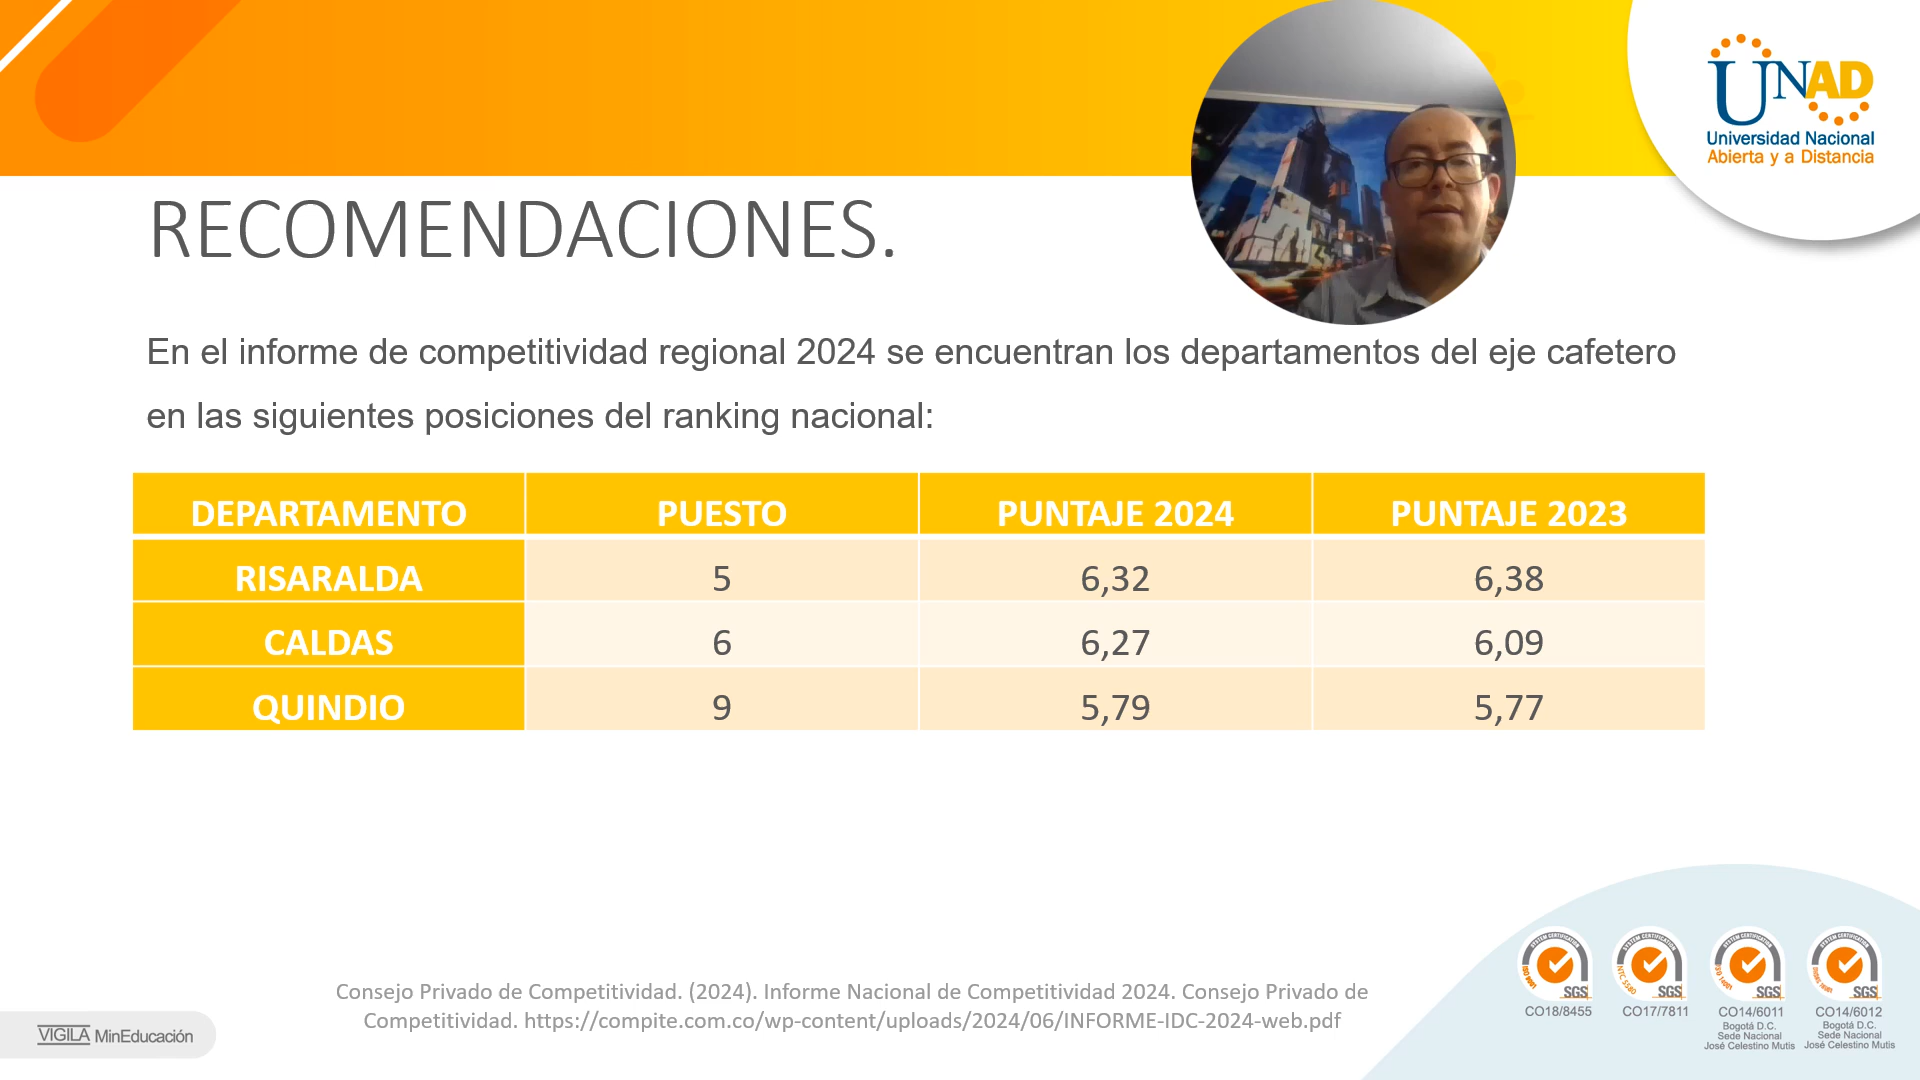 UNAD
Universidad Nacional
Abierta y a Distancia
RECOMENDACIONES.
En el informe de competitividad regional 2024 se encuentran los departamentos del eje cafetero
en las siguientes posiciones del ranking nacional:
DEPARTAMENTO PUESTO PUNTAJE 2024 PUNTAJE 2023
RISARALDA 5 6,32 6,38
CALDAS 6 6,27 6,09
QUINDIO 9 5,79 5,77
Consejo Privado de Competitividad. (2024). Informe Nacional de Competitividad 2024. Consejo Privado de
Competitividad. https://compite.com.co/wp-content/uploads/2024/06/INFORME-IDC-2024-web.pdf
VIGILA MinEducación
SGS SGS SGS SGS
CO18/8455 CO17/7811 CO14/6011 CO14/6012
Bogotá D.C. Bogotá D.C.
Sede Nacional Sede Nacional
José Celestino Mutis José Celestino Mutis